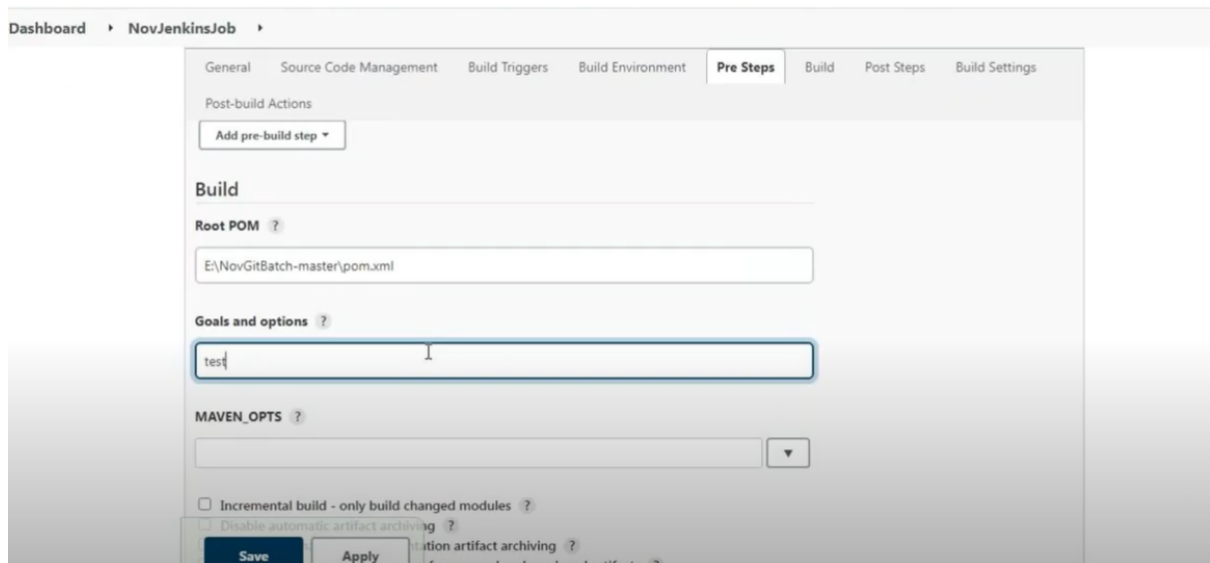 Dashboard NovJenkinsJob
General Source Code Management Build Triggers Build Environment Pre Steps Build Post Steps Build Settings
Post-build Actions
Add pre-build step
Build
Root POM ?
E:\NovGitBatch-master\pom.xml
Goals and options ?
test
MAVEN_OPTS ?
Incremental build - only build changed modules ?
Disable automatic artifact archiving ?
artifact archiving ?
Save Apply